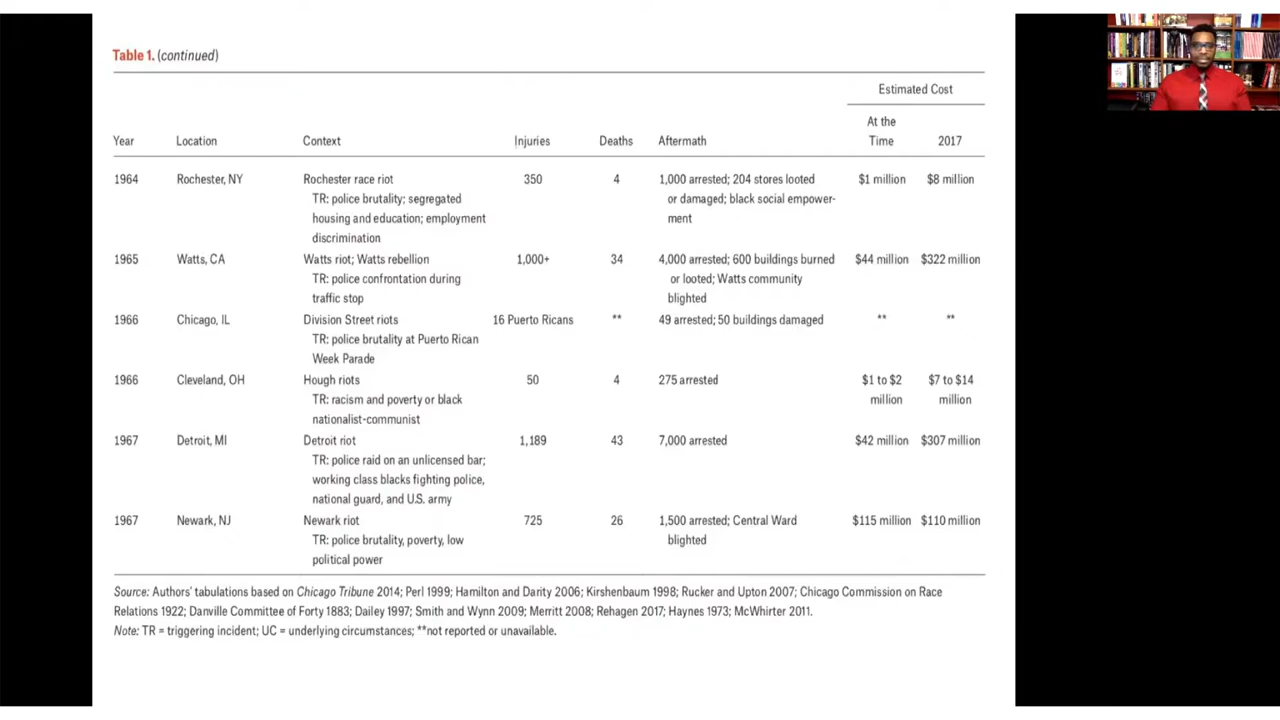 Table 1. (continued)
Estimated Cost
At the
Year Location Context Injuries Deaths Aftermath Time 2017
1964 Rochester, NY Rochester race riot 350 4 1,000 arrested; 204 stores looted $1 million $8 million
TR: police brutality; segregated or damaged; black social empower-
housing and education; employment ment
discrimination
1965 Watts, CA Watts riot; Watts rebellion 1,000+ 34 4,000 arrested; 600 buildings burned $44 million $322 million
TR: police confrontation during or looted; Watts community
traffic stop blighted
1966 Chicago, IL Division Street riots 16 Puerto Ricans ** 49 arrested; 50 buildings damaged ** **
TR: police brutality at Puerto Rican
Week Parade
1966 Cleveland, OH Hough riots 50 4 275 arrested $1 to $2 $7 to $14
TR: racism and poverty or black million million
nationalist-communist
1967 Detroit, MI Detroit riot 1,189 43 7,000 arrested $42 million $307 million
TR: police raid on an unlicensed bar;
working class blacks fighting police,
national guard, and U.S. army
1967 Newark, NJ Newark riot 725 26 1,500 arrested; Central Ward $115 million $110 million
TR: police brutality, poverty, low blighted
political power
Source: Authors' tabulations based on Chicago Tribune 2014; Perl 1999; Hamilton and Darity 2006; Kirshenbaum 1998; Rucker and Upton 2007; Chicago Commission on Race
Relations 1922; Danville Committee of Forty 1883; Dailey 1997; Smith and Wynn 2009; Merritt 2008; Rehagen 2017; Haynes 1973; McWhirter 2011.
Note: TR = triggering incident; UC = underlying circumstances; **not reported or unavailable.